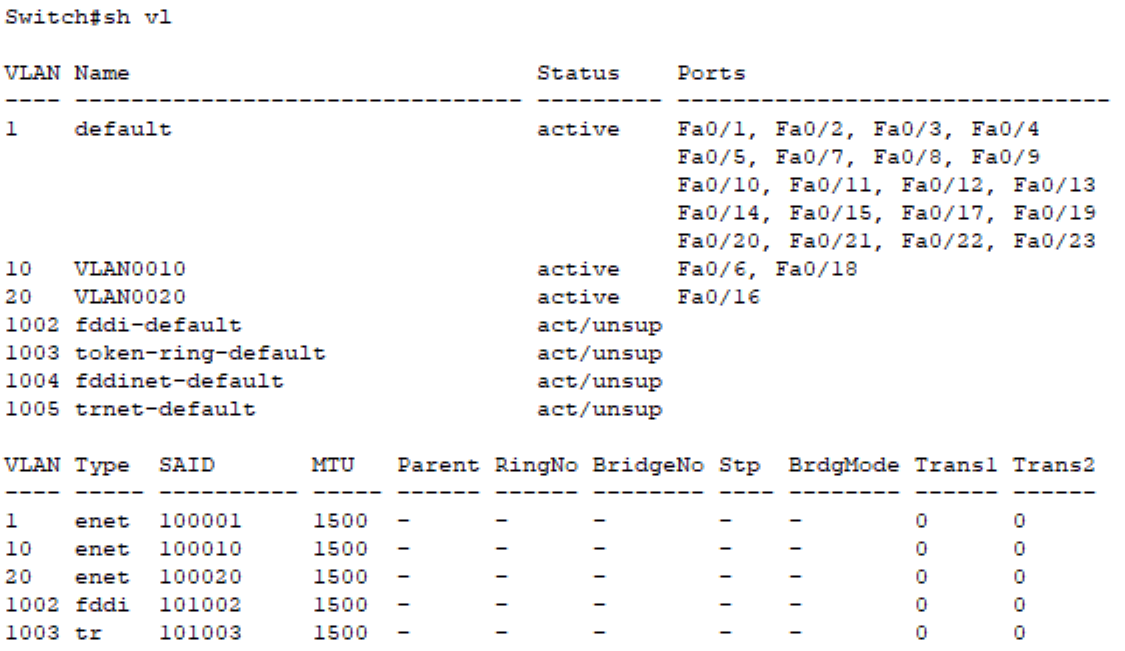 Switch#sh vl
VLAN Name                             Status    Ports
---- -------------------------------- --------- -------------------------------
1    default                          active    Fa0/1, Fa0/2, Fa0/3, Fa0/4
                                                Fa0/5, Fa0/7, Fa0/8, Fa0/9
                                                Fa0/10, Fa0/11, Fa0/12, Fa0/13
                                                Fa0/14, Fa0/15, Fa0/17, Fa0/19
                                                Fa0/20, Fa0/21, Fa0/22, Fa0/23
10   VLAN0010                         active    Fa0/6, Fa0/18
20   VLAN0020                         active    Fa0/16
1002 fddi-default                     act/unsup
1003 token-ring-default               act/unsup
1004 fddinet-default                  act/unsup
1005 trnet-default                    act/unsup
VLAN Type  SAID       MTU   Parent RingNo BridgeNo Stp  BrdgMode Trans1 Trans2
---- ----- ---------- ----- ------ ------ -------- ---- -------- ------ ------
1    enet  100001     1500  -      -      -        -    -        0      0
10   enet  100010     1500  -      -      -        -    -        0      0
20   enet  100020     1500  -      -      -        -    -        0      0
1002 fddi  101002     1500  -      -      -        -    -        0      0
1003 tr    101003     1500  -      -      -        -    -        0      0